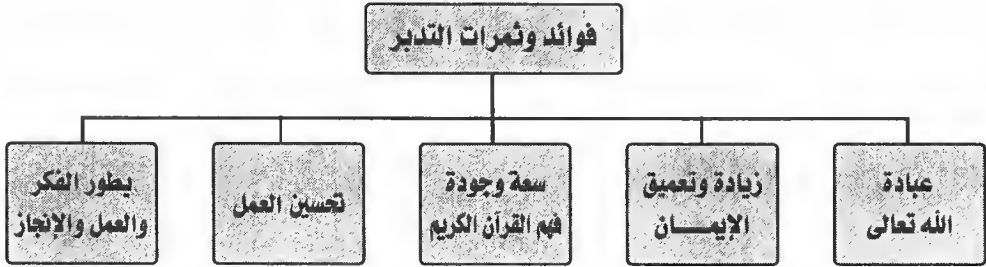 فوائد وثمرات التدبر
عبادة
الله تعالى
زيادة وتعميق
الإيمــــان
سعة وجودة
فهم القرآن الكريم
تحسين العمل
يطور الفكر
والعمل والإنجاز